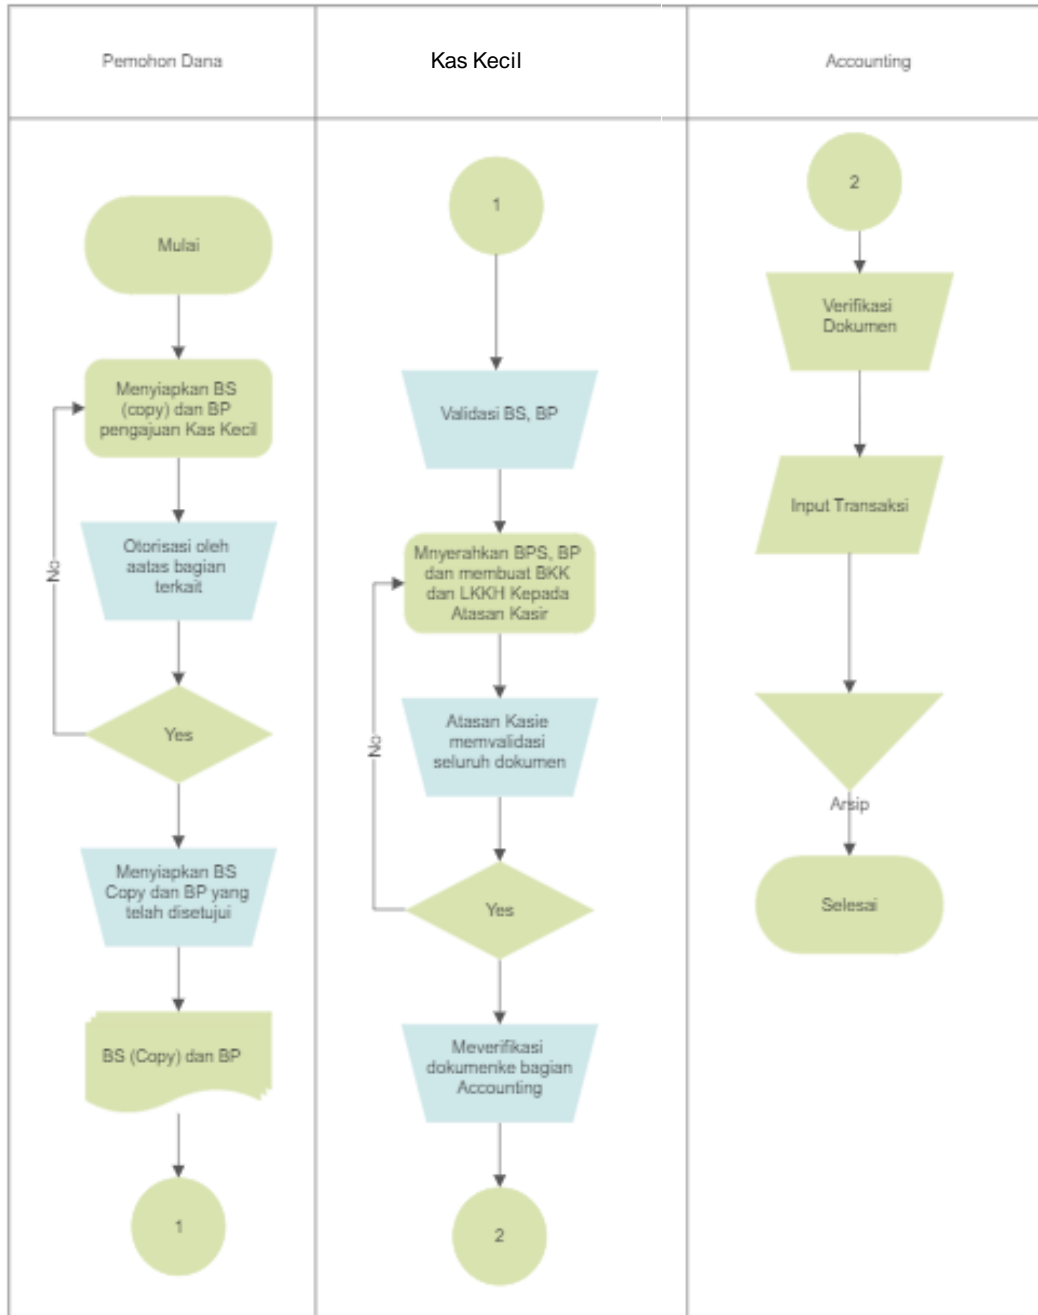 Pemohon Dana
Kas Kecil
Accounting
Mulai
Menyiapkan BS
(copy) dan BP
pengajuan Kas Kecil
Otorisasi oleh
aatas bagian
terkait
No
Yes
Menyiapkan BS
Copy dan BP yang
telah disetujui
BS (Copy) dan BP
1
1
Validasi BS, BP
Mnyerahkan BPS, BP
dan membuat BKK
dan LKKH Kepada
Atasan Kasir
Atasan Kasie
memvalidasi
seluruh dokumen
No
Yes
Meverifikasi
dokumenke bagian
Accounting
2
2
Verifikasi
Dokumen
Input Transaksi
Arsip
Selesai